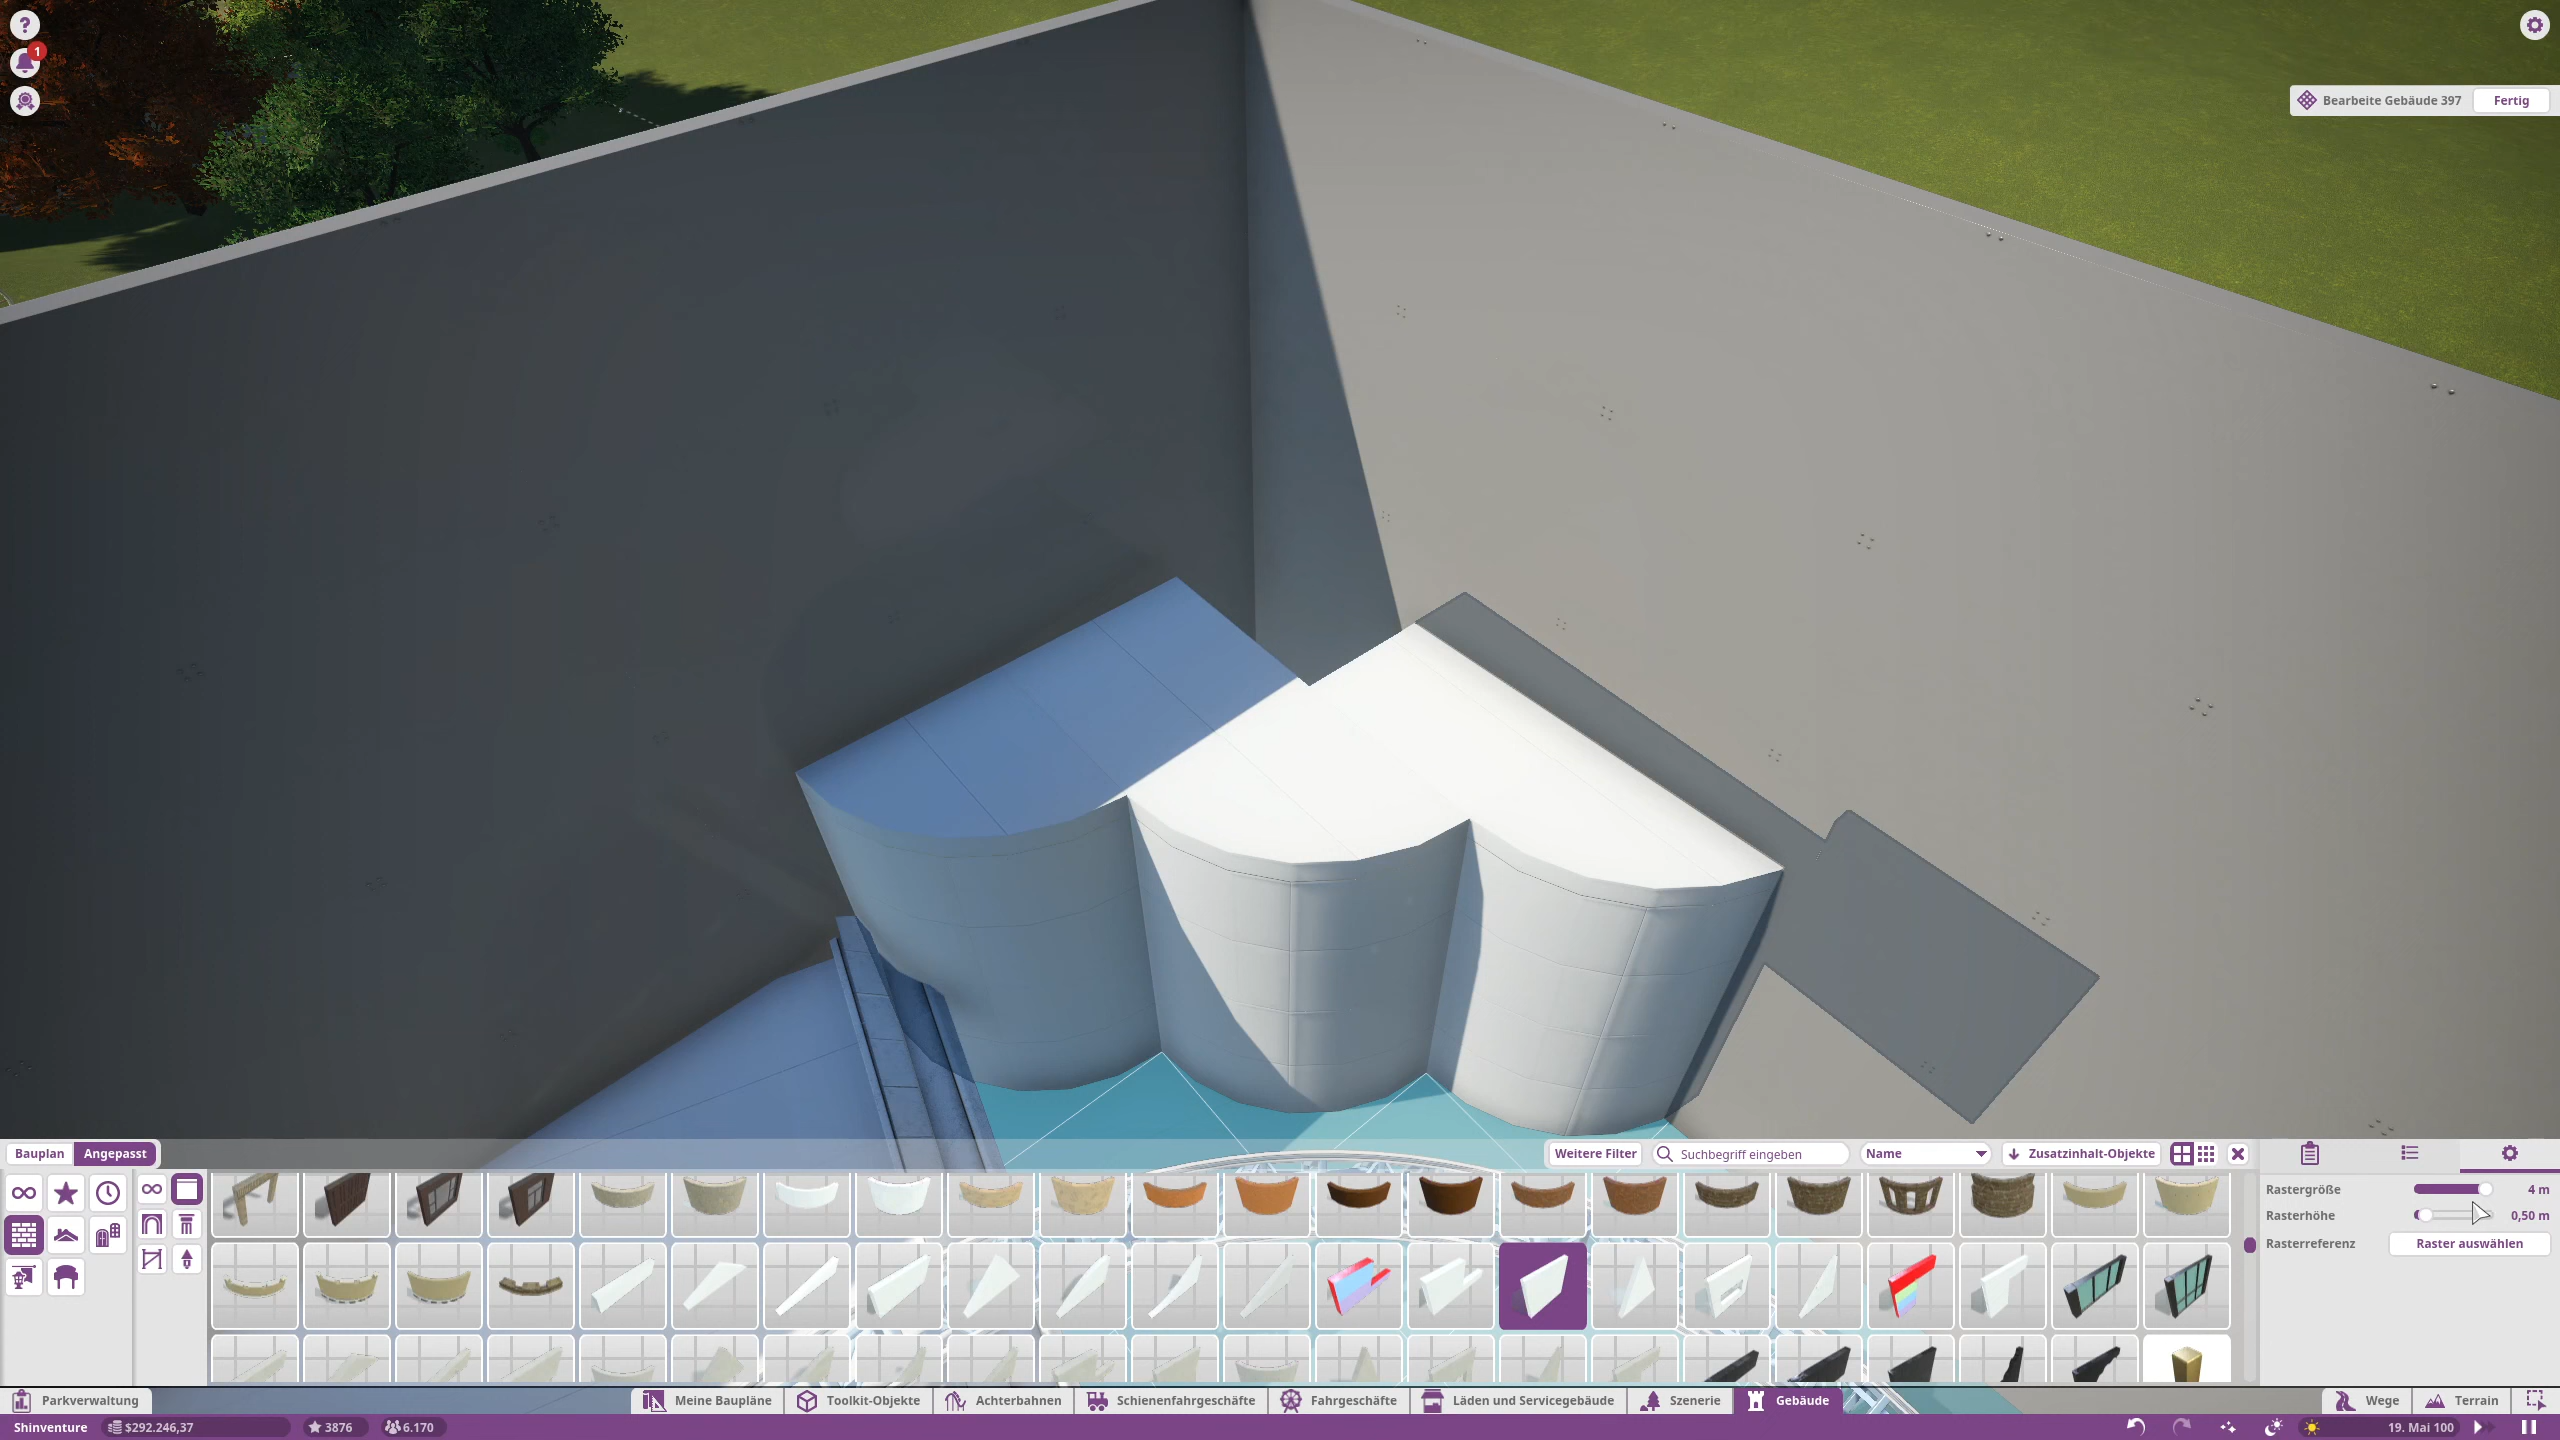 ?
1
Bearbeite Gebäude 397
Fertig
Bauplan
Angepasst
Weitere Filter
Suchbegriff eingeben
Name
Zusatzinhalt-Objekte
Rastergröße
4 m
Rasterhöhe
0,50 m
Rasterreferenz
Raster auswählen
Parkverwaltung
Meine Baupläne
Toolkit-Objekte
Achterbahnen
Schienenfahrgeschäfte
Fahrgeschäfte
Läden und Servicegebäude
Szenerie
Gebäude
Wege
Terrain
Shinventure
$292.246,37
3876
6.170
19. Mai 100